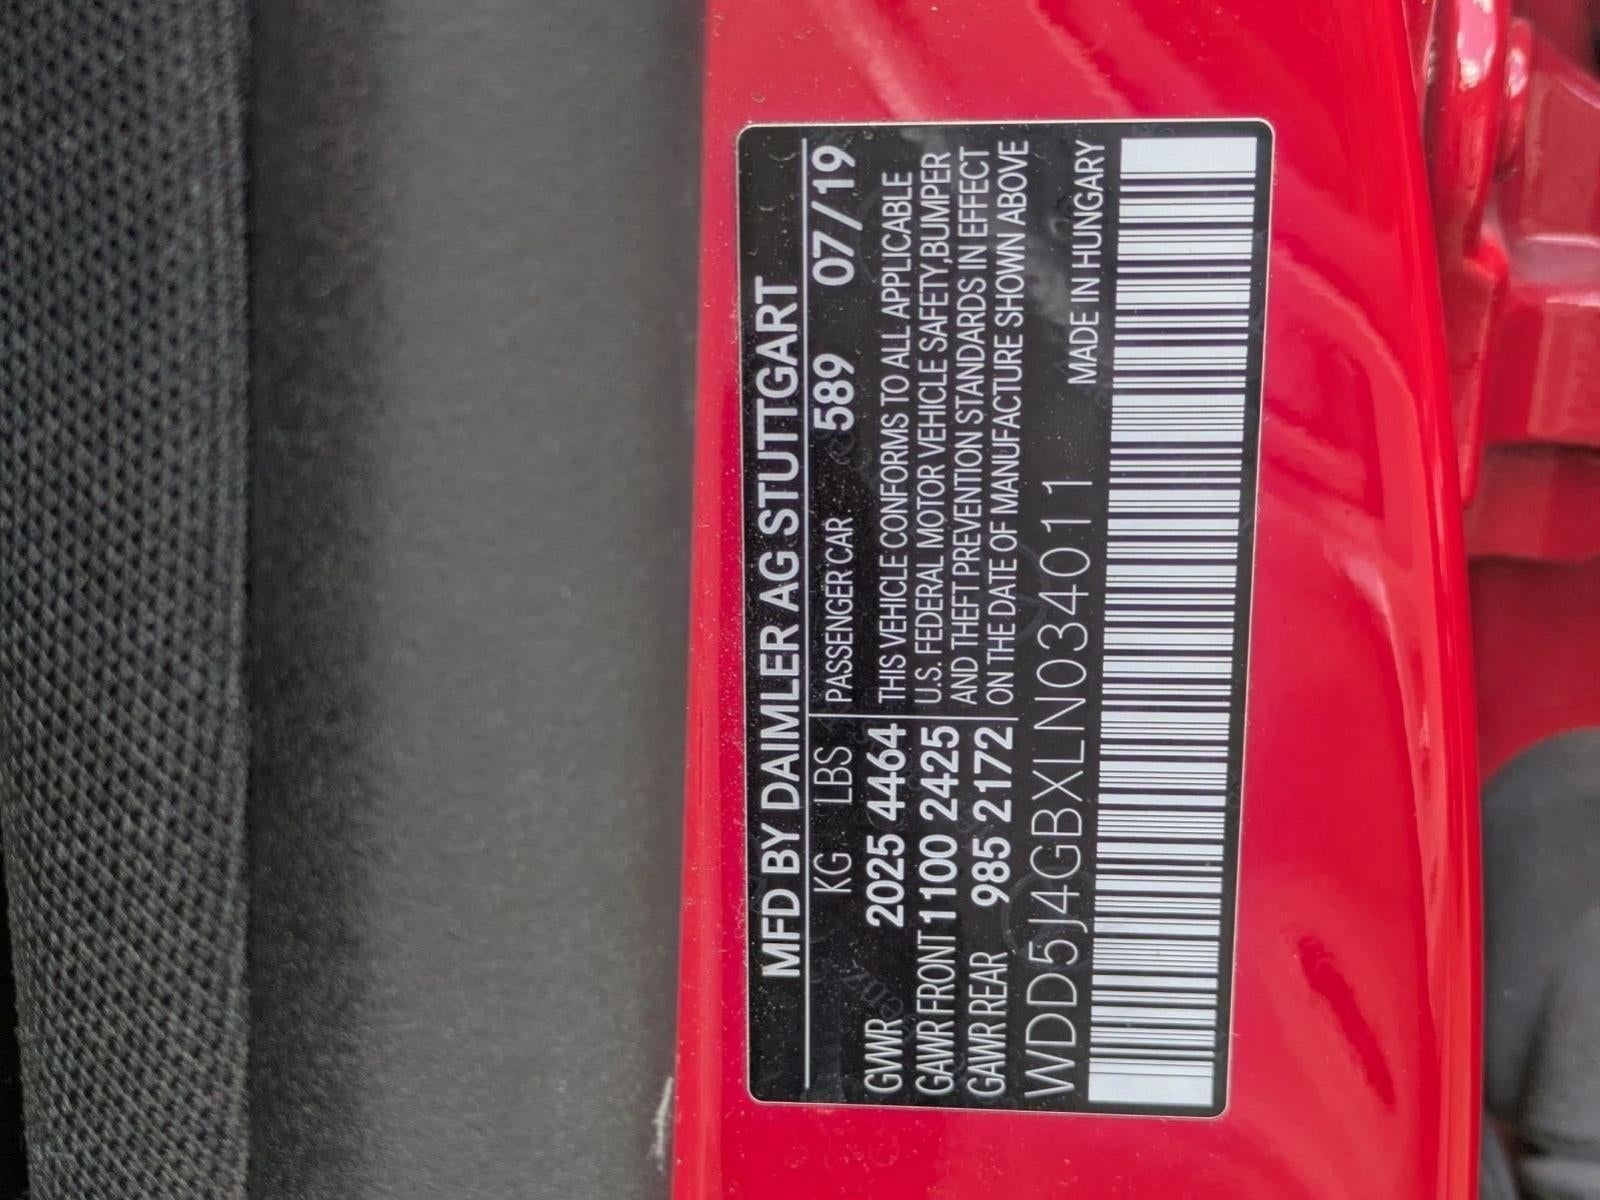 MFD BY DAIMLER AG STUTTGART
KG LBS PASSENGER CAR 589 07/19
GVWR 2025 4464
GAWR FRONT 1100 2425
GAWR REAR 985 2172
THIS VEHICLE CONFORMS TO ALL APPLICABLE
U.S. FEDERAL MOTOR VEHICLE SAFETY,BUMPER
AND THEFT PREVENTION STANDARDS IN EFFECT
ON THE DATE OF MANUFACTURE SHOWN ABOVE
MADE IN HUNGARY
WDD5J4GBXLN034011